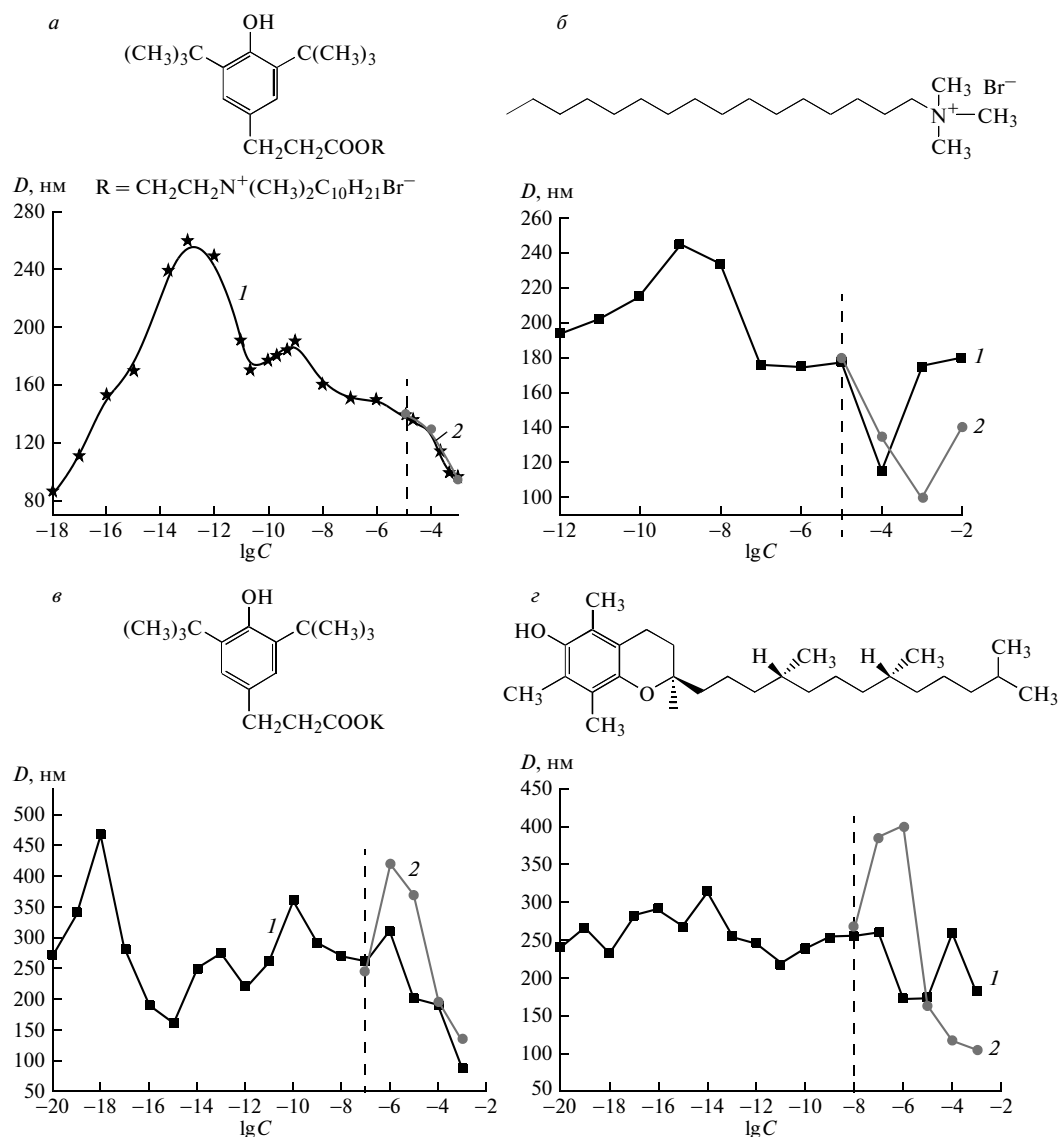 а
OH
(CH₃)₃C C(CH₃)₃
CH₂CH₂COOR
R = CH₂CH₂N⁺(CH₃)₂C₁₀H₂₁Br⁻
D, нм
280
240
200
160
120
80
1
2
−18 −16 −14 −12 −10 −8 −6 −4
lgC
б
CH₃ Br⁻
N⁺ CH₃
CH₃
D, нм
260
240
220
200
180
160
140
120
100
1
2
−12 −10 −8 −6 −4 −2
lgC
в
OH
(CH₃)₃C C(CH₃)₃
CH₂CH₂COOK
D, нм
500
450
400
350
300
250
200
150
100
50
1
2
−20 −18 −16 −14 −12 −10 −8 −6 −4 −2
lgC
г
CH₃
HO
H CH₃ H CH₃ CH₃
CH₃ O CH₃
CH₃
D, нм
450
400
350
300
250
200
150
100
50
1
2
−20 −18 −16 −14 −12 −10 −8 −6 −4 −2
lgC